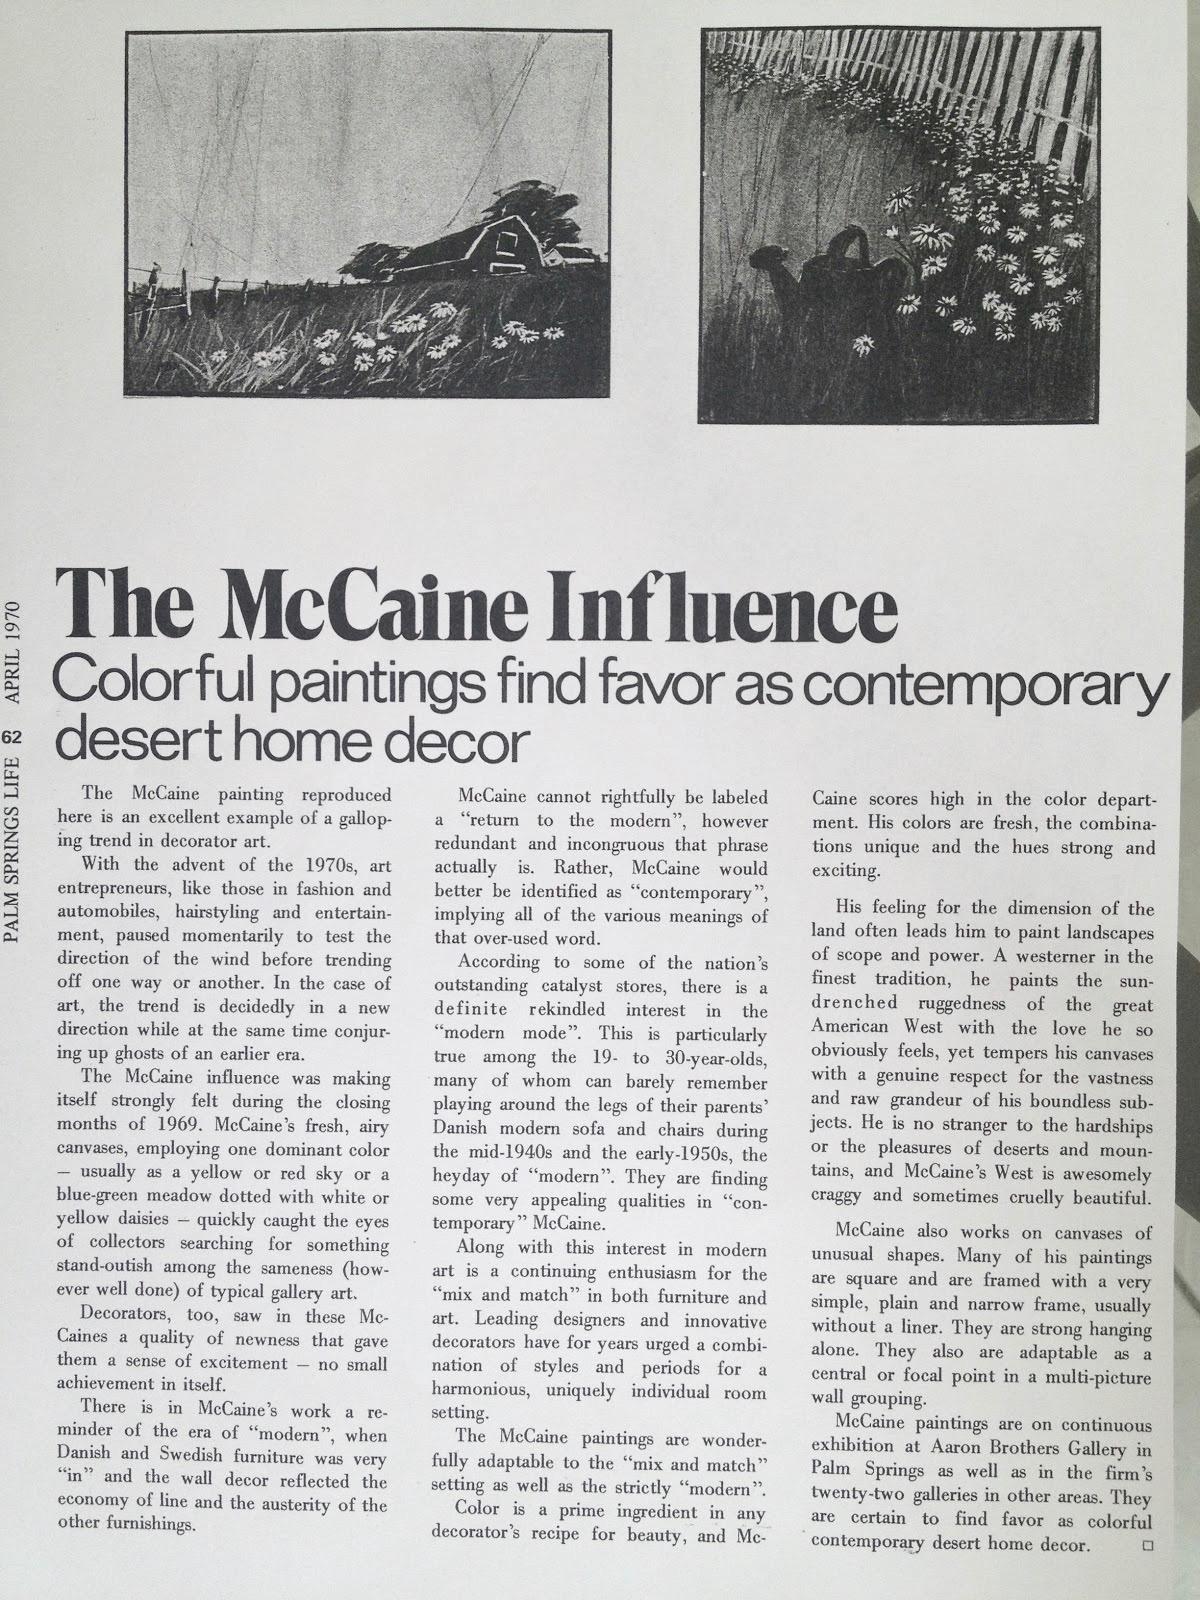 The McCaine Influence
Colorful paintings find favor as contemporary
desert home decor
The McCaine painting reproduced
here is an excellent example of a gallop-
ing trend in decorator art.
With the advent of the 1970s, art
entrepreneurs, like those in fashion and
automobiles, hairstyling and entertain-
ment, paused momentarily to test the
direction of the wind before trending
off one way or another. In the case of
art, the trend is decidedly in a new
direction while at the same time conjur-
ing up ghosts of an earlier era.
The McCaine influence was making
itself strongly felt during the closing
months of 1969. McCaine's fresh, airy
canvases, employing one dominant color
— usually as a yellow or red sky or a
blue-green meadow dotted with white or
yellow daisies — quickly caught the eyes
of collectors searching for something
stand-outish among the sameness (how-
ever well done) of typical gallery art.
Decorators, too, saw in these Mc-
Caines a quality of newness that gave
them a sense of excitement — no small
achievement in itself.
There is in McCaine's work a re-
minder of the era of "modern", when
Danish and Swedish furniture was very
"in" and the wall decor reflected the
economy of line and the austerity of the
other furnishings.
McCaine cannot rightfully be labeled
a "return to the modern", however
redundant and incongruous that phrase
actually is. Rather, McCaine would
better be identified as "contemporary",
implying all of the various meanings of
that over-used word.
According to some of the nation's
outstanding catalyst stores, there is a
definite rekindled interest in the
"modern mode". This is particularly
true among the 19- to 30-year-olds,
many of whom can barely remember
playing around the legs of their parents'
Danish modern sofa and chairs during
the mid-1940s and the early-1950s, the
heyday of "modern". They are finding
some very appealing qualities in "con-
temporary" McCaine.
Along with this interest in modern
art is a continuing enthusiasm for the
"mix and match" in both furniture and
art. Leading designers and innovative
decorators have for years urged a combi-
nation of styles and periods for a
harmonious, uniquely individual room
setting.
The McCaine paintings are wonder-
fully adaptable to the "mix and match"
setting as well as the strictly "modern".
Color is a prime ingredient in any
decorator's recipe for beauty, and Mc-
Caine scores high in the color depart-
ment. His colors are fresh, the combina-
tions unique and the hues strong and
exciting.
His feeling for the dimension of the
land often leads him to paint landscapes
of scope and power. A westerner in the
finest tradition, he paints the sun-
drenched ruggedness of the great
American West with the love he so
obviously feels, yet tempers his canvases
with a genuine respect for the vastness
and raw grandeur of his boundless sub-
jects. He is no stranger to the hardships
or the pleasures of deserts and moun-
tains, and McCaine's West is awesomely
craggy and sometimes cruelly beautiful.
McCaine also works on canvases of
unusual shapes. Many of his paintings
are square and are framed with a very
simple, plain and narrow frame, usually
without a liner. They are strong hanging
alone. They also are adaptable as a
central or focal point in a multi-picture
wall grouping.
McCaine paintings are on continuous
exhibition at Aaron Brothers Gallery in
Palm Springs as well as in the firm's
twenty-two galleries in other areas. They
are certain to find favor as colorful
contemporary desert home decor. □
PALM SPRINGS LIFE 62 APRIL 1970